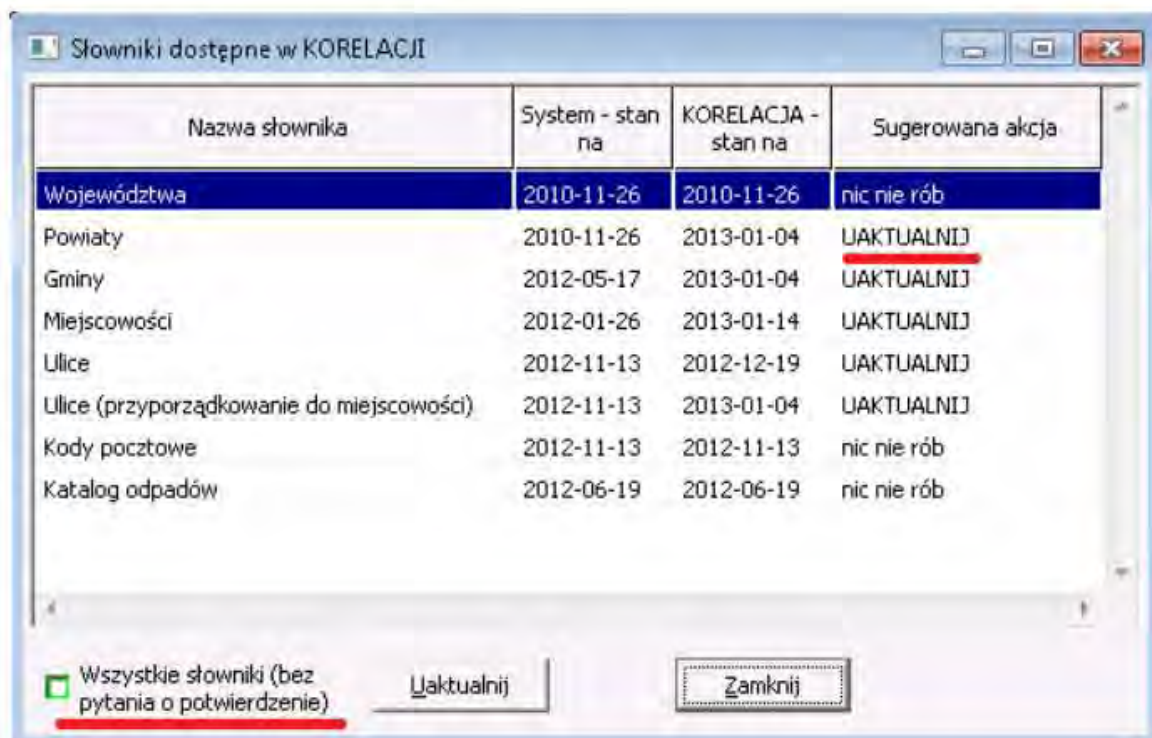 Słowniki dostępne w KORELACJI
Nazwa słownika System - stan na KORELACJA - stan na Sugerowana akcja
Województwa 2010-11-26 2010-11-26 nic nie rób
Powiaty 2010-11-26 2013-01-04 UAKTUALNIJ
Gminy 2012-05-17 2013-01-04 UAKTUALNIJ
Miejscowości 2012-01-26 2013-01-14 UAKTUALNIJ
Ulice 2012-11-13 2012-12-19 UAKTUALNIJ
Ulice (przyporządkowanie do miejscowości) 2012-11-13 2013-01-04 UAKTUALNIJ
Kody pocztowe 2012-11-13 2012-11-13 nic nie rób
Katalog odpadów 2012-06-19 2012-06-19 nic nie rób
Wszystkie słowniki (bez
pytania o potwierdzenie)
Uaktualnij
Zamknij